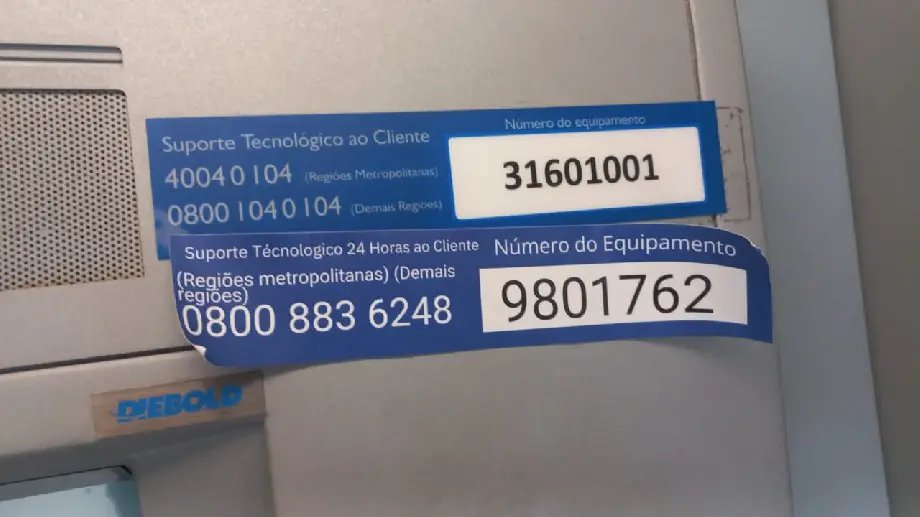 Suporte Tecnológico ao Cliente
4004 0 104 (Regiões Metropolitanas)
0800 104 0 104 (Demais Regiões)
Número do equipamento
31601001
Suporte Técnologico 24 Horas ao Cliente
(Regiões metropolitanas) (Demais
regiões)
0800 883 6248
Número do Equipamento
9801762
DIEBOLD